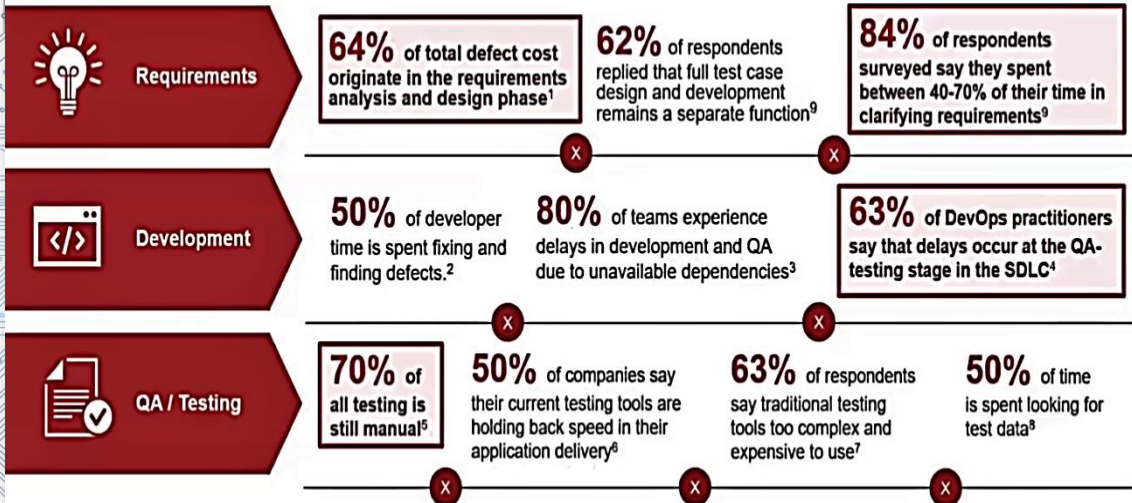 Requirements
64% of total defect cost
originate in the requirements
analysis and design phase¹
62% of respondents
replied that full test case
design and development
remains a separate function⁹
84% of respondents
surveyed say they spent
between 40-70% of their time in
clarifying requirements⁹
X
X
Development
50% of developer
time is spent fixing and
finding defects.²
80% of teams experience
delays in development and QA
due to unavailable dependencies³
63% of DevOps practitioners
say that delays occur at the QA-
testing stage in the SDLC⁴
X
X
QA / Testing
70% of
all testing is
still manual⁵
50% of companies say
their current testing tools are
holding back speed in their
application delivery⁶
63% of respondents
say traditional testing
tools too complex and
expensive to use⁷
50% of time
is spent looking for
test data⁸
X
X
X